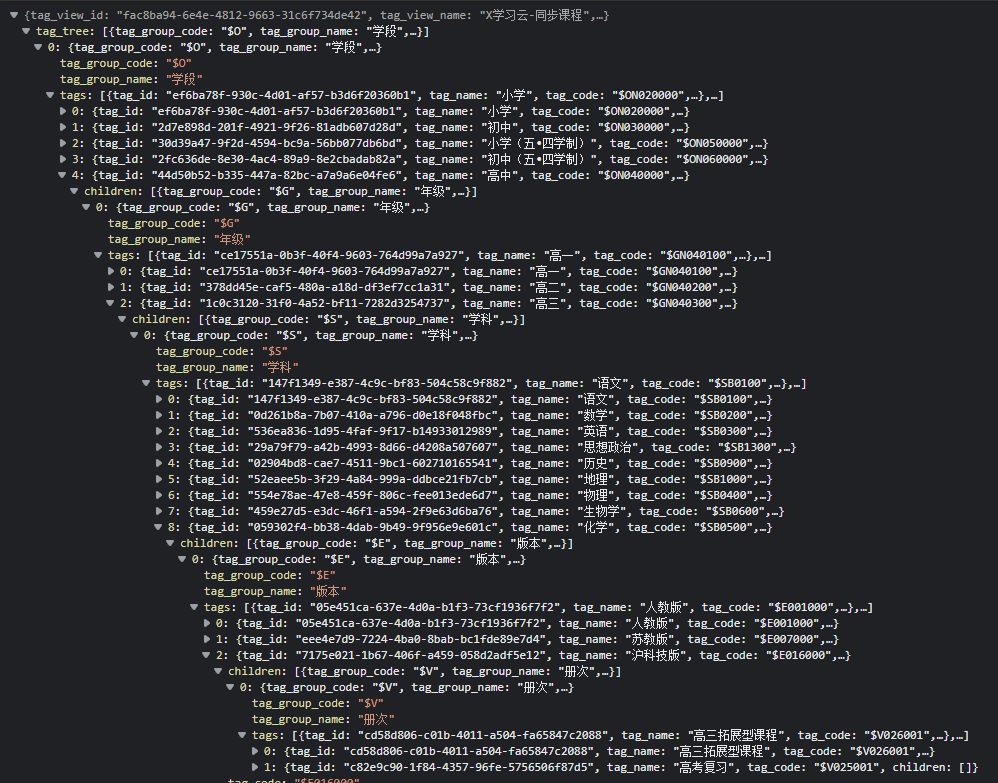 {tag_view_id: "fac8ba94-6e4e-4812-9663-31c6f734de42", tag_view_name: "X学习云-同步课程",…}
tag_tree: [{tag_group_code: "$O", tag_group_name: "学段",…}]
0: {tag_group_code: "$O", tag_group_name: "学段",…}
tag_group_code: "$O"
tag_group_name: "学段"
tags: [{tag_id: "ef6ba78f-930c-4d01-af57-b3d6f20360b1", tag_name: "小学", tag_code: "$ON020000",…},…]
0: {tag_id: "ef6ba78f-930c-4d01-af57-b3d6f20360b1", tag_name: "小学", tag_code: "$ON020000",…}
1: {tag_id: "2d7e898d-201f-4921-9f26-81adb607d28d", tag_name: "初中", tag_code: "$ON030000",…}
2: {tag_id: "30d39a47-9f2d-4594-bc9a-56bb077db6bd", tag_name: "小学（五•四学制）", tag_code: "$ON050000",…}
3: {tag_id: "2fc636de-8e30-4ac4-89a9-8e2cbadab82a", tag_name: "初中（五•四学制）", tag_code: "$ON060000",…}
4: {tag_id: "44d50b52-b335-447a-82bc-a7a9a6e04fe6", tag_name: "高中", tag_code: "$ON040000",…}
children: [{tag_group_code: "$G", tag_group_name: "年级",…}]
0: {tag_group_code: "$G", tag_group_name: "年级",…}
tag_group_code: "$G"
tag_group_name: "年级"
tags: [{tag_id: "ce17551a-0b3f-40f4-9603-764d99a7a927", tag_name: "高一", tag_code: "$GN040100",…},…]
0: {tag_id: "ce17551a-0b3f-40f4-9603-764d99a7a927", tag_name: "高一", tag_code: "$GN040100",…}
1: {tag_id: "378dd45e-caf5-480a-a18d-df3ef7cc1a31", tag_name: "高二", tag_code: "$GN040200",…}
2: {tag_id: "1c0c3120-31f0-4a52-bf11-7282d3254737", tag_name: "高三", tag_code: "$GN040300",…}
children: [{tag_group_code: "$S", tag_group_name: "学科",…}]
0: {tag_group_code: "$S", tag_group_name: "学科",…}
tag_group_code: "$S"
tag_group_name: "学科"
tags: [{tag_id: "147f1349-e387-4c9c-bf83-504c58c9f882", tag_name: "语文", tag_code: "$SB0100",…},…]
0: {tag_id: "147f1349-e387-4c9c-bf83-504c58c9f882", tag_name: "语文", tag_code: "$SB0100",…}
1: {tag_id: "0d261b8a-7b07-410a-a796-d0e18f048fbc", tag_name: "数学", tag_code: "$SB0200",…}
2: {tag_id: "536ea836-1d95-4faf-9f17-b14933012989", tag_name: "英语", tag_code: "$SB0300",…}
3: {tag_id: "29a79f79-a42b-4993-8d66-d4208a507607", tag_name: "思想政治", tag_code: "$SB1300",…}
4: {tag_id: "02904bd8-cae7-4511-9bc1-602710165541", tag_name: "历史", tag_code: "$SB0900",…}
5: {tag_id: "52eaee5b-3f29-4a84-999a-ddbce21fb7cb", tag_name: "地理", tag_code: "$SB1000",…}
6: {tag_id: "554e78ae-47e8-459f-806c-fee013ede6d7", tag_name: "物理", tag_code: "$SB0400",…}
7: {tag_id: "459e27d5-e3dc-46f1-a594-2f9e63d6ba76", tag_name: "生物学", tag_code: "$SB0600",…}
8: {tag_id: "059302f4-bb38-4dab-9b49-9f956e9e601c", tag_name: "化学", tag_code: "$SB0500",…}
children: [{tag_group_code: "$E", tag_group_name: "版本",…}]
0: {tag_group_code: "$E", tag_group_name: "版本",…}
tag_group_code: "$E"
tag_group_name: "版本"
tags: [{tag_id: "05e451ca-637e-4d0a-b1f3-73cf1936f7f2", tag_name: "人教版", tag_code: "$E001000",…},…]
0: {tag_id: "05e451ca-637e-4d0a-b1f3-73cf1936f7f2", tag_name: "人教版", tag_code: "$E001000",…}
1: {tag_id: "eee4e7d9-7224-4ba0-8bab-bc1fde89e7d4", tag_name: "苏教版", tag_code: "$E007000",…}
2: {tag_id: "7175e021-1b67-406f-a459-058d2adf5e12", tag_name: "沪科技版", tag_code: "$E016000",…}
children: [{tag_group_code: "$V", tag_group_name: "册次",…}]
0: {tag_group_code: "$V", tag_group_name: "册次",…}
tag_group_code: "$V"
tag_group_name: "册次"
tags: [{tag_id: "cd58d806-c01b-4011-a504-fa65847c2088", tag_name: "高三拓展型课程", tag_code: "$V026001",…},…]
0: {tag_id: "cd58d806-c01b-4011-a504-fa65847c2088", tag_name: "高三拓展型课程", tag_code: "$V026001",…}
1: {tag_id: "c82e9c90-1f84-4357-96fe-5756506f87d5", tag_name: "高考复习", tag_code: "$V025001", children: []}
tag_code: "$E016000"